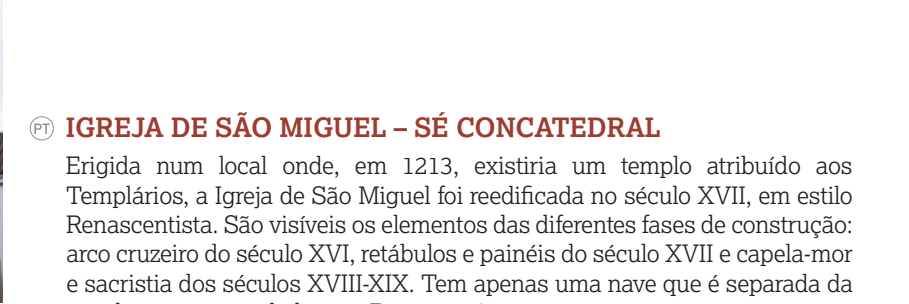 PT IGREJA DE SÃO MIGUEL – SÉ CONCATEDRAL
Erigida num local onde, em 1213, existiria um templo atribuído aos
Templários, a Igreja de São Miguel foi reedificada no século XVII, em estilo
Renascentista. São visíveis os elementos das diferentes fases de construção:
arco cruzeiro do século XVI, retábulos e painéis do século XVII e capela-mor
e sacristia dos séculos XVIII-XIX. Tem apenas uma nave que é separada da